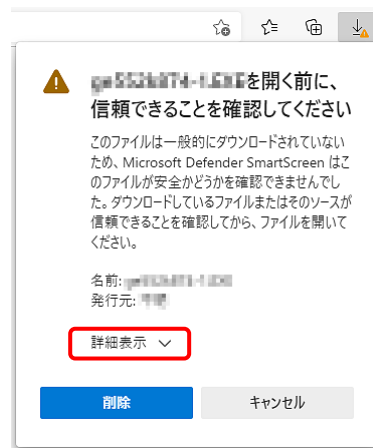 を開く前に、
信頼できることを確認してください
このファイルは一般的にダウンロードされていない
ため、Microsoft Defender SmartScreen はこ
のファイルが安全かどうかを確認できませんでし
た。ダウンロードしているファイルまたはそのソースが
信頼できることを確認してから、ファイルを開いて
ください。
名前:
発行元:
詳細表示
削除
キャンセル